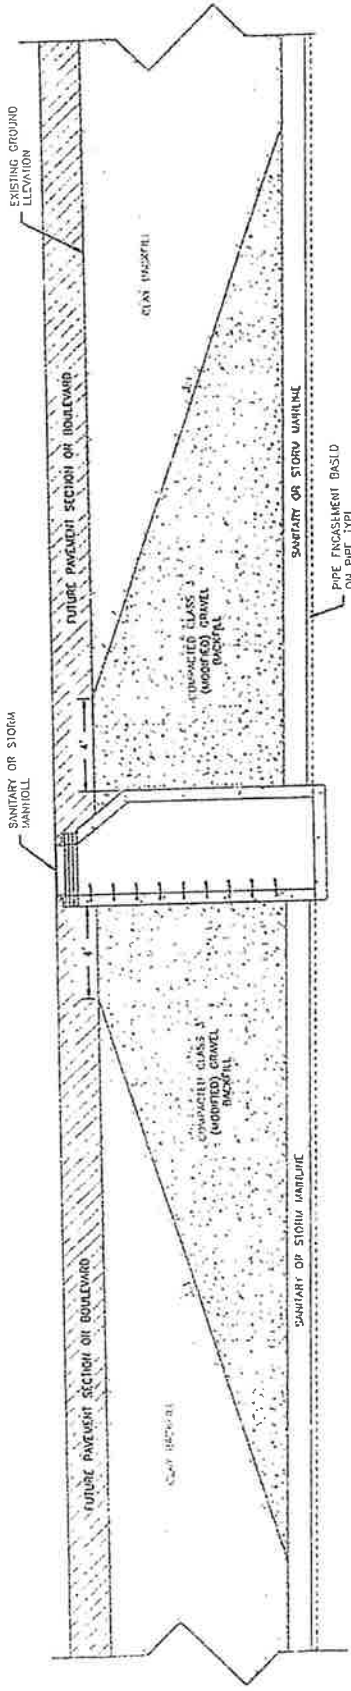 EXISTING GROUND
ELEVATION
FUTURE PAVEMENT SECTION OR BOULEVARD
CLAY BACKFILL
SANITARY OR STORM
MANHOLE
4'
COMPACTED CLASS 3
(MODIFIED) GRAVEL
BACKFILL
SANITARY OR STORM MAINLINE
PIPE ENCASEMENT BASED
ON PIPE TYPE
4'
COMPACTED CLASS 3
(MODIFIED) GRAVEL
BACKFILL
FUTURE PAVEMENT SECTION OR BOULEVARD
CLAY BACKFILL
SANITARY OR STORM MAINLINE